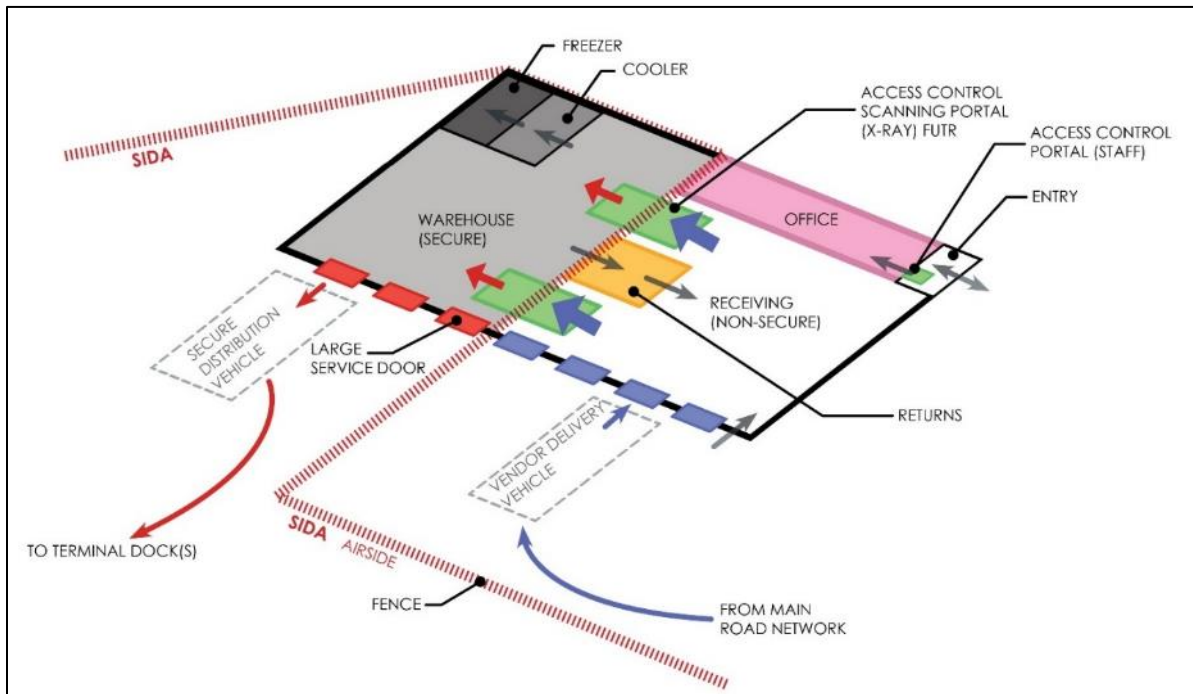 FREEZER
COOLER
ACCESS CONTROL
SCANNING PORTAL
(X-RAY) FUTR
ACCESS CONTROL
PORTAL (STAFF)
ENTRY
SIDA
OFFICE
WAREHOUSE
(SECURE)
RECEIVING
(NON-SECURE)
SECURE
DISTRIBUTION
VEHICLE
LARGE
SERVICE DOOR
RETURNS
VENDOR DELIVERY
VEHICLE
TO TERMINAL DOCK(S)
SIDA AIRSIDE
FENCE
FROM MAIN
ROAD NETWORK